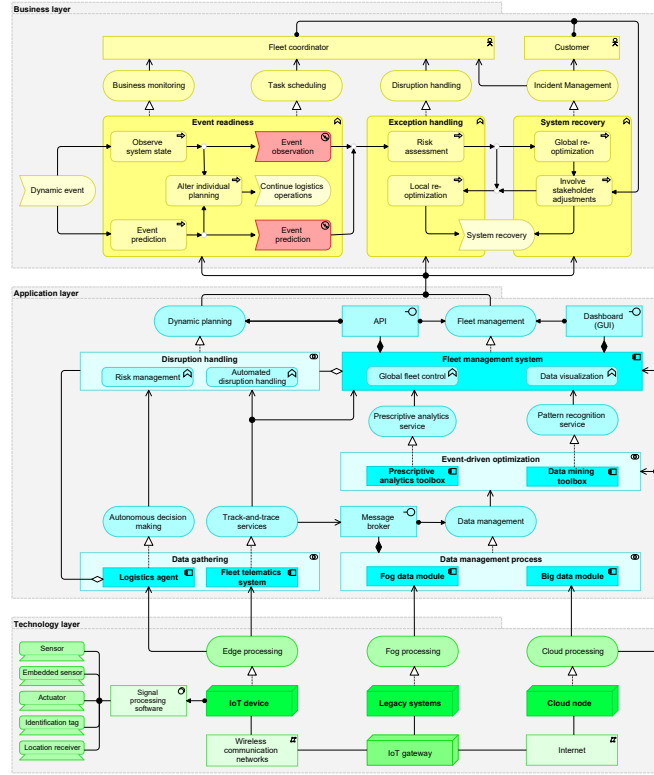 Business layer
Fleet coordinator
Customer
Business monitoring
Task scheduling
Disruption handling
Incident Management
Event readiness
Exception handling
System recovery
Observe
system state
Event
observation
Risk
assessment
Global re-
optimization
Dynamic event
Alter individual
planning
Continue logistics
operations
Local re-
optimization
Involve
stakeholder
adjustments
Event
prediction
Event
prediction
System recovery
Application layer
Dynamic planning
API
Fleet management
Dashboard
(GUI)
Disruption handling
Fleet management system
Risk management
Automated
disruption handling
Global fleet control
Data visualization
Prescriptive analytics
service
Pattern recognition
service
Event-driven optimization
Prescriptive
analytics toolbox
Data mining
toolbox
Autonomous decision
making
Track-and-trace
services
Message
broker
Data management
Data gathering
Data management process
Logistics agent
Fleet telematics
system
Fog data module
Big data module
Technology layer
Sensor
Embedded sensor
Actuator
Identification tag
Location receiver
Signal
processing
software
Edge processing
Fog processing
Cloud processing
IoT device
Legacy systems
Cloud node
Wireless
communication
networks
IoT gateway
Internet